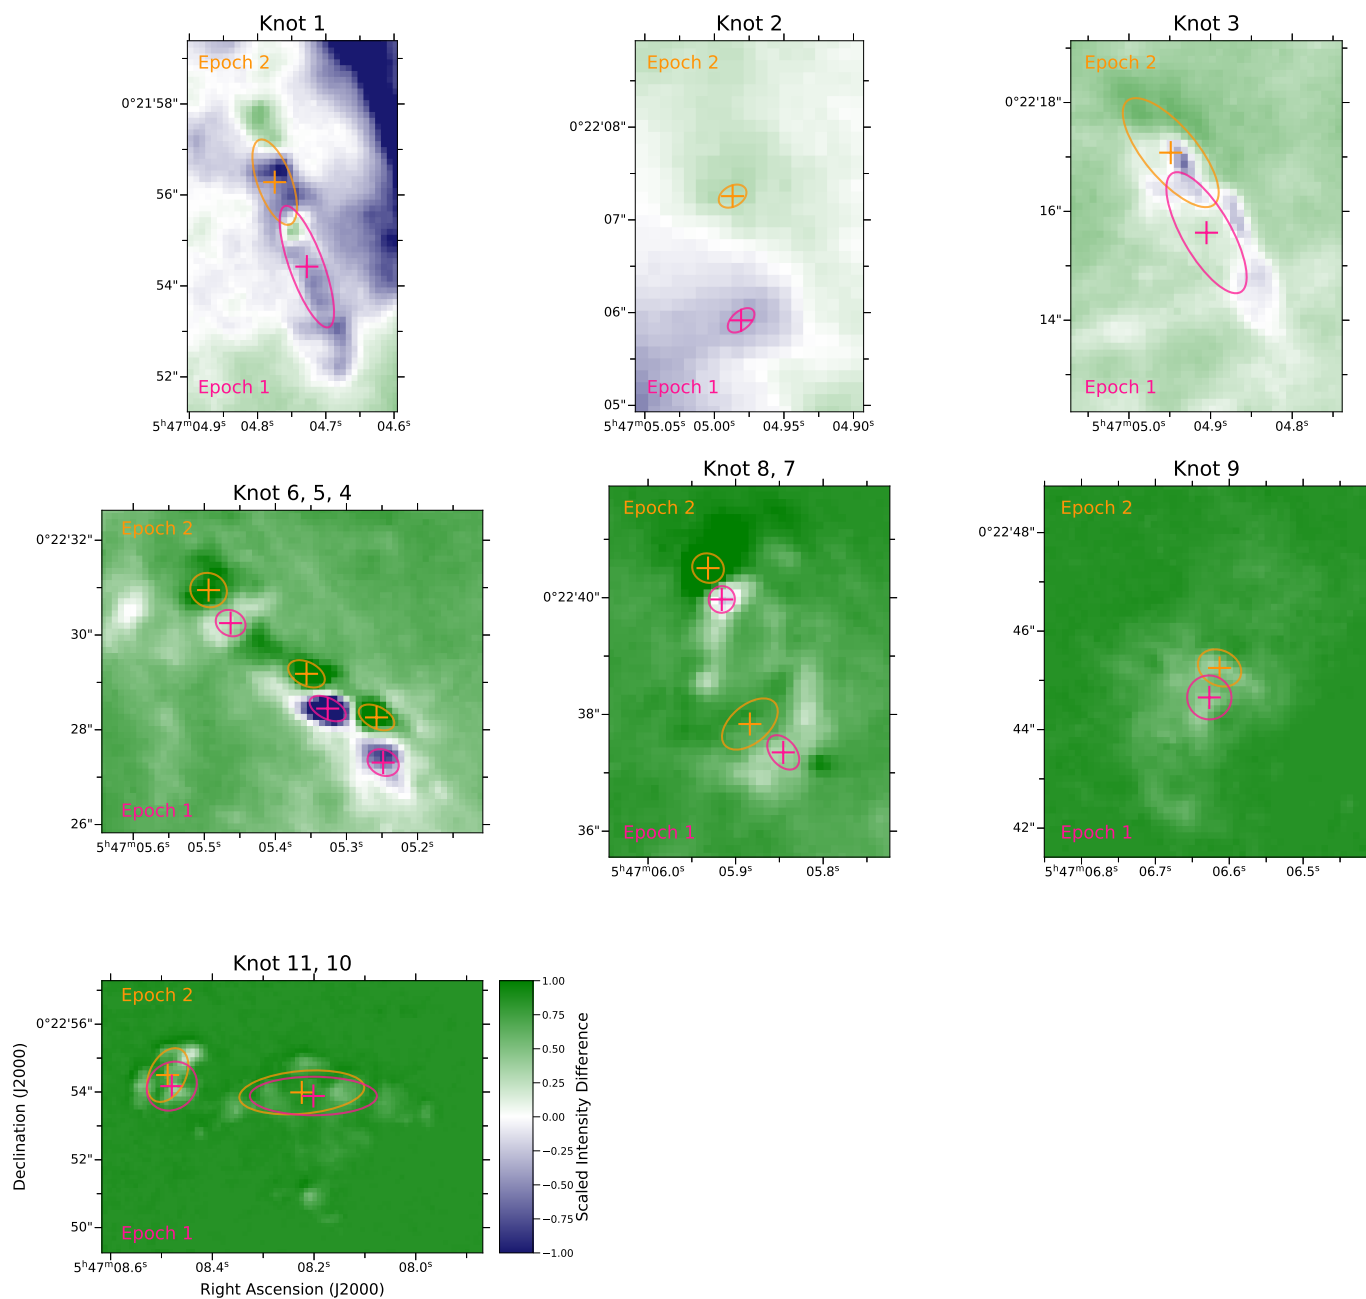 Knot 1
Epoch 2
0°21'58"
56"
54"
52"
Epoch 1
5ʰ47ᵐ04.9ˢ 04.8ˢ 04.7ˢ 04.6ˢ
Knot 2
Epoch 2
0°22'08"
07"
06"
05"
Epoch 1
5ʰ47ᵐ05.05ˢ 05.00ˢ 04.95ˢ 04.90ˢ
Knot 3
Epoch 2
0°22'18"
16"
14"
Epoch 1
5ʰ47ᵐ05.0ˢ 04.9ˢ 04.8ˢ
Knot 6, 5, 4
Epoch 2
0°22'32"
30"
28"
26"
Epoch 1
5ʰ47ᵐ05.6ˢ 05.5ˢ 05.4ˢ 05.3ˢ 05.2ˢ
Knot 8, 7
Epoch 2
0°22'40"
38"
36"
Epoch 1
5ʰ47ᵐ06.0ˢ 05.9ˢ 05.8ˢ
Knot 9
Epoch 2
0°22'48"
46"
44"
42"
Epoch 1
5ʰ47ᵐ06.8ˢ 06.7ˢ 06.6ˢ 06.5ˢ
Knot 11, 10
Epoch 2
0°22'56"
54"
52"
50"
Epoch 1
5ʰ47ᵐ08.6ˢ 08.4ˢ 08.2ˢ 08.0ˢ
Right Ascension (J2000)
Declination (J2000)
1.00
0.75
0.50
0.25
0.00
−0.25
−0.50
−0.75
−1.00
Scaled Intensity Difference